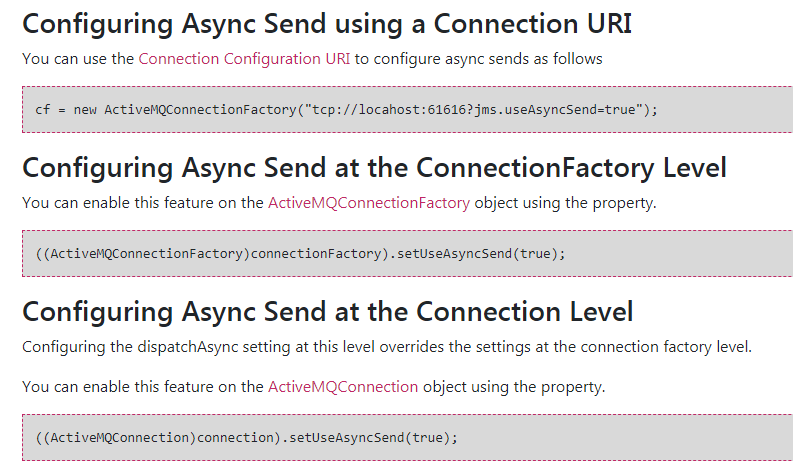 Configuring Async Send using a Connection URI
You can use the Connection Configuration URI to configure async sends as follows
cf = new ActiveMQConnectionFactory("tcp://locahost:61616?jms.useAsyncSend=true");
Configuring Async Send at the ConnectionFactory Level
You can enable this feature on the ActiveMQConnectionFactory object using the property.
((ActiveMQConnectionFactory)connectionFactory).setUseAsyncSend(true);
Configuring Async Send at the Connection Level
Configuring the dispatchAsync setting at this level overrides the settings at the connection factory level.
You can enable this feature on the ActiveMQConnection object using the property.
((ActiveMQConnection)connection).setUseAsyncSend(true);